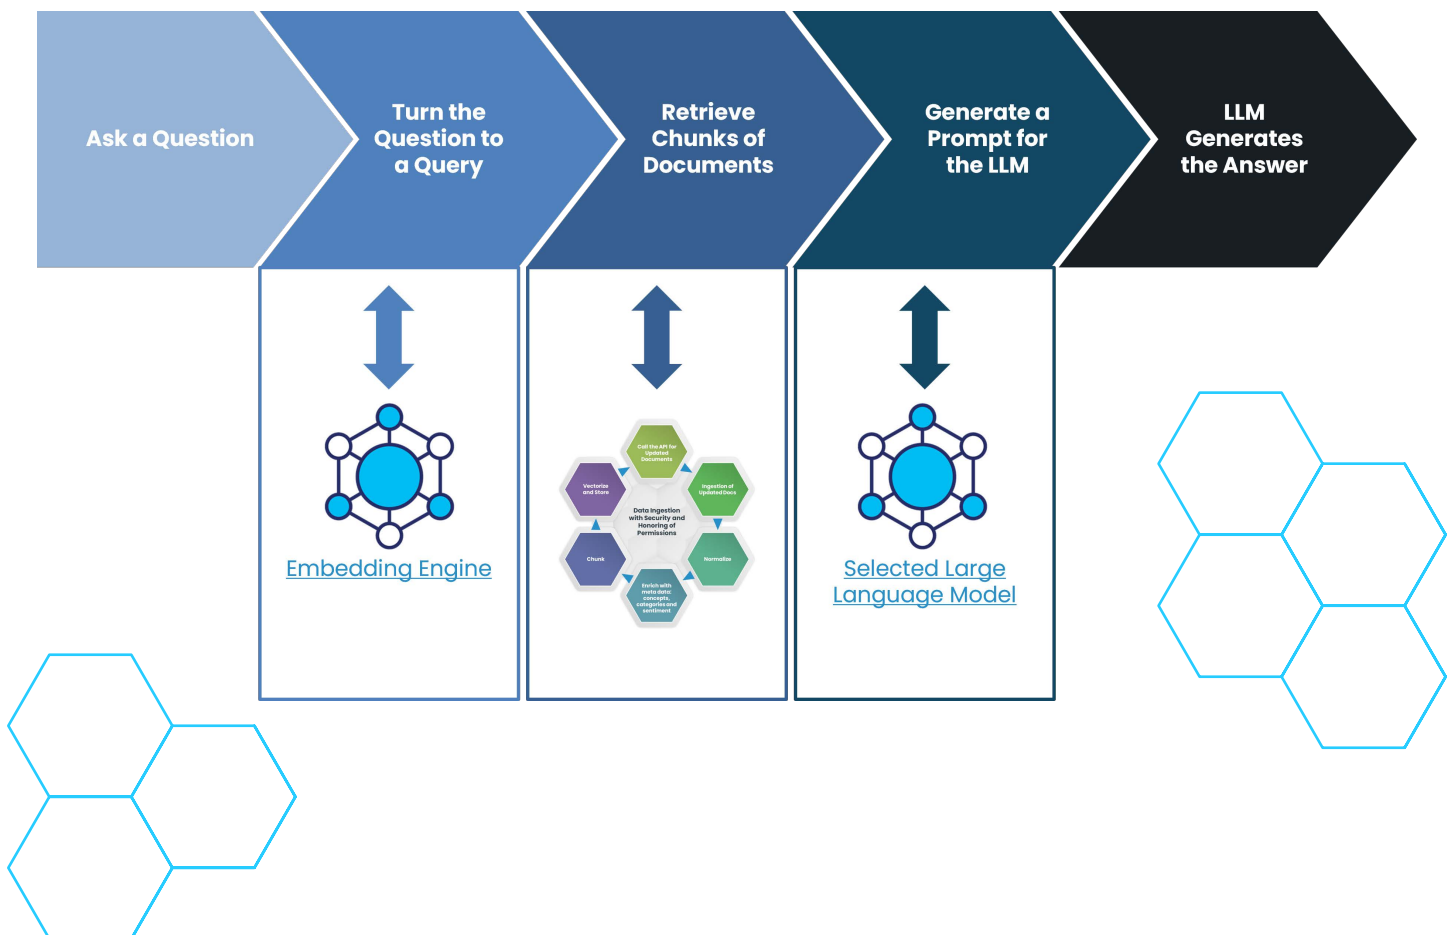 Ask a Question
Turn the
Question to
a Query
Retrieve
Chunks of
Documents
Generate a
Prompt for
the LLM
LLM
Generates
the Answer
Embedding Engine
Call the API for
Updated
Documents
Ingestion of
Updated Docs
Normalize
Enrich with
meta data:
concepts,
categories and
sentiment
Chunk
Vectorize
and Store
Data Ingestion
with Security and
Honoring of
Permissions
Selected Large
Language Model